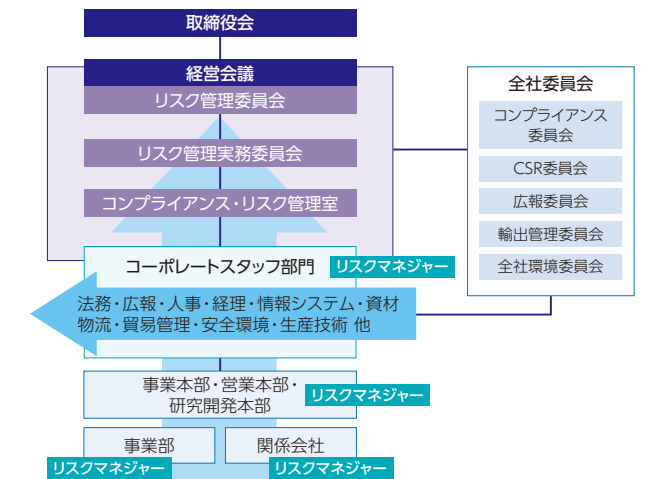 取締役会
経営会議
リスク管理委員会
リスク管理実務委員会
コンプライアンス・リスク管理室
全社委員会
コンプライアンス
委員会
CSR委員会
広報委員会
輸出管理委員会
全社環境委員会
コーポレートスタッフ部門
リスクマネジャー
法務・広報・人事・経理・情報システム・資材
物流・貿易管理・安全環境・生産技術 他
事業本部・営業本部・
研究開発本部
リスクマネジャー
事業部
関係会社
リスクマネジャー
リスクマネジャー